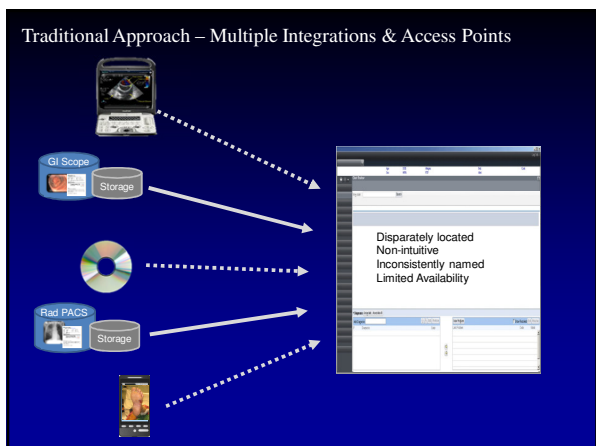 Traditional Approach – Multiple Integrations & Access Points
GI Scope
Storage
Disparately located
Non-intuitive
Inconsistently named
Limited Availability
Rad PACS
Storage